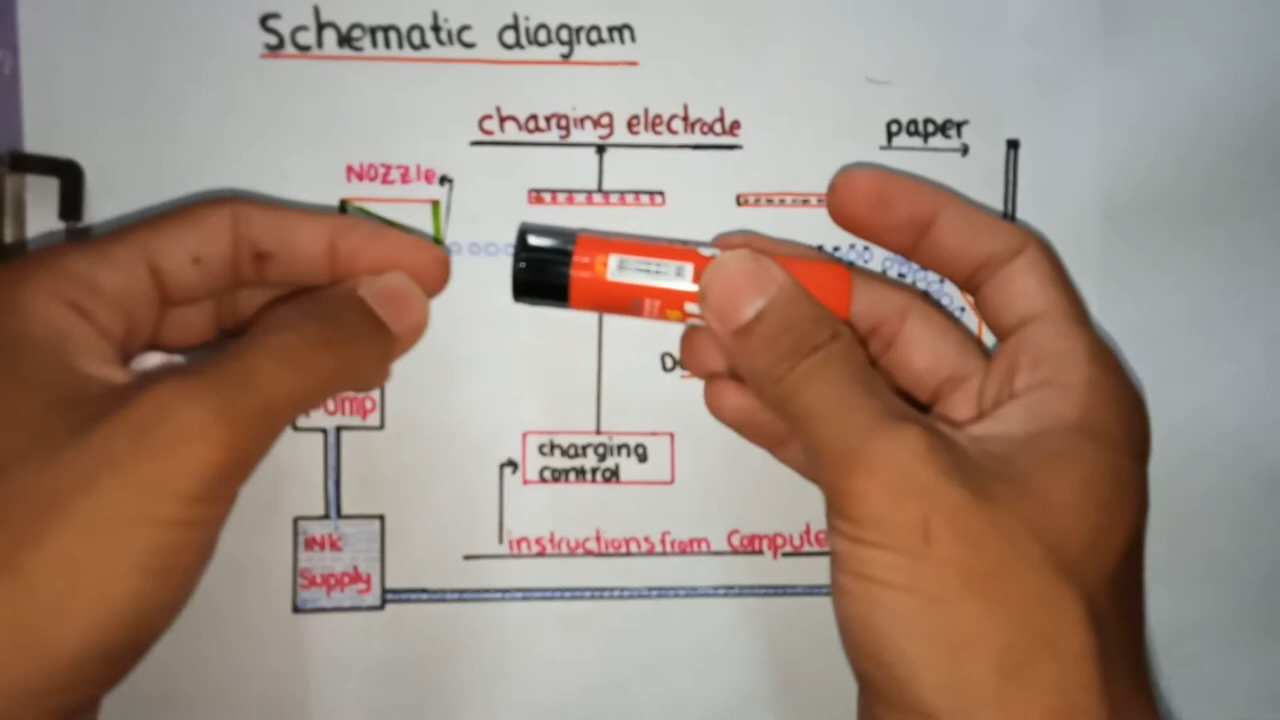 Schematic diagram
charging electrode
paper
Nozzle
Pump
charging
control
instructions from Compute
ink
Supply